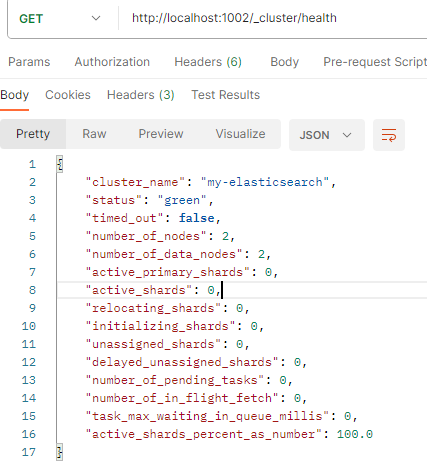 GET http://localhost:1002/_cluster/health
Params Authorization Headers (6) Body Pre-request Script
Body Cookies Headers (3) Test Results
Pretty Raw Preview Visualize JSON
1 {
2 "cluster_name": "my-elasticsearch",
3 "status": "green",
4 "timed_out": false,
5 "number_of_nodes": 2,
6 "number_of_data_nodes": 2,
7 "active_primary_shards": 0,
8 "active_shards": 0,
9 "relocating_shards": 0,
10 "initializing_shards": 0,
11 "unassigned_shards": 0,
12 "delayed_unassigned_shards": 0,
13 "number_of_pending_tasks": 0,
14 "number_of_in_flight_fetch": 0,
15 "task_max_waiting_in_queue_millis": 0,
16 "active_shards_percent_as_number": 100.0
17 }